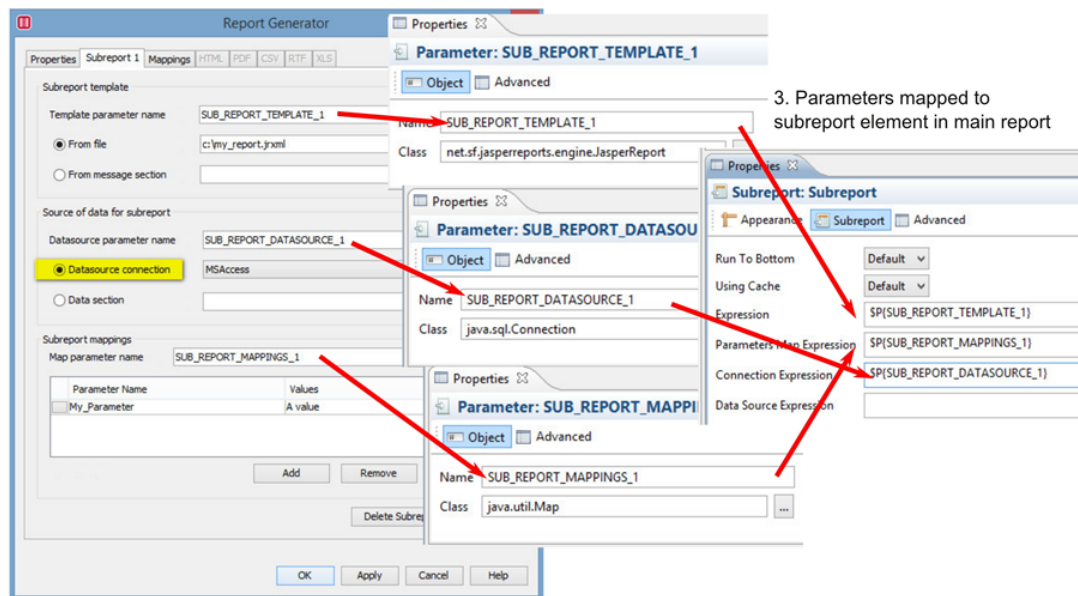 Report Generator
Properties
Subreport 1
Mappings
HTML
PDF
CSV
RTF
XLS
Subreport template
Template parameter name
SUB_REPORT_TEMPLATE_1
From file
c:\my_report.jrxml
From message section
Source of data for subreport
Datasource parameter name
SUB_REPORT_DATASOURCE_1
Datasource connection
MSAccess
Data section
Subreport mappings
Map parameter name
SUB_REPORT_MAPPINGS_1
Parameter Name
Values
My_Parameter
A value
Add
Remove
Delete Subrep
OK
Apply
Cancel
Help
Properties
Parameter: SUB_REPORT_TEMPLATE_1
Object
Advanced
Name
SUB_REPORT_TEMPLATE_1
Class
net.sf.jasperreports.engine.JasperReport
Properties
Parameter: SUB_REPORT_DATASOU
Object
Advanced
Name
SUB_REPORT_DATASOURCE_1
Class
java.sql.Connection
Properties
Parameter: SUB_REPORT_MAPPI
Object
Advanced
Name
SUB_REPORT_MAPPINGS_1
Class
java.util.Map
...
3. Parameters mapped to
subreport element in main report
Properties
Subreport: Subreport
Appearance
Subreport
Advanced
Run To Bottom
Default
Using Cache
Default
Expression
$P{SUB_REPORT_TEMPLATE_1}
Parameters Map Expression
$P{SUB_REPORT_MAPPINGS_1}
Connection Expression
$P{SUB_REPORT_DATASOURCE_1}
Data Source Expression